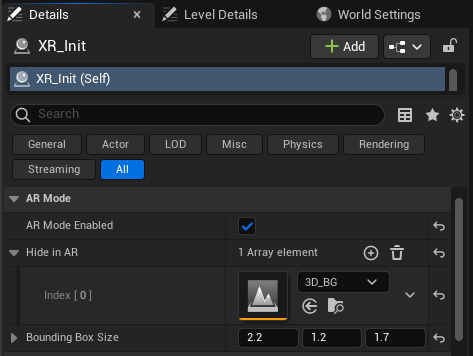 Details
Level Details
World Settings
XR_Init
Add
XR_Init (Self)
Search
General
Actor
LOD
Misc
Physics
Rendering
Streaming
All
AR Mode
AR Mode Enabled
Hide in AR
1 Array element
Index [ 0 ]
3D_BG
Bounding Box Size
2.2
1.2
1.7